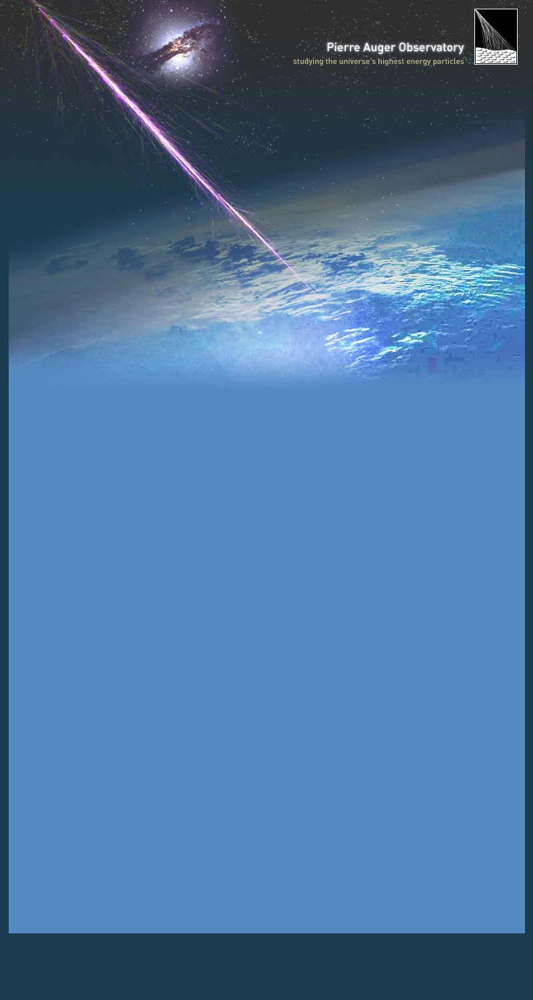 Pierre Auger Observatory
studying the universe's highest energy particles